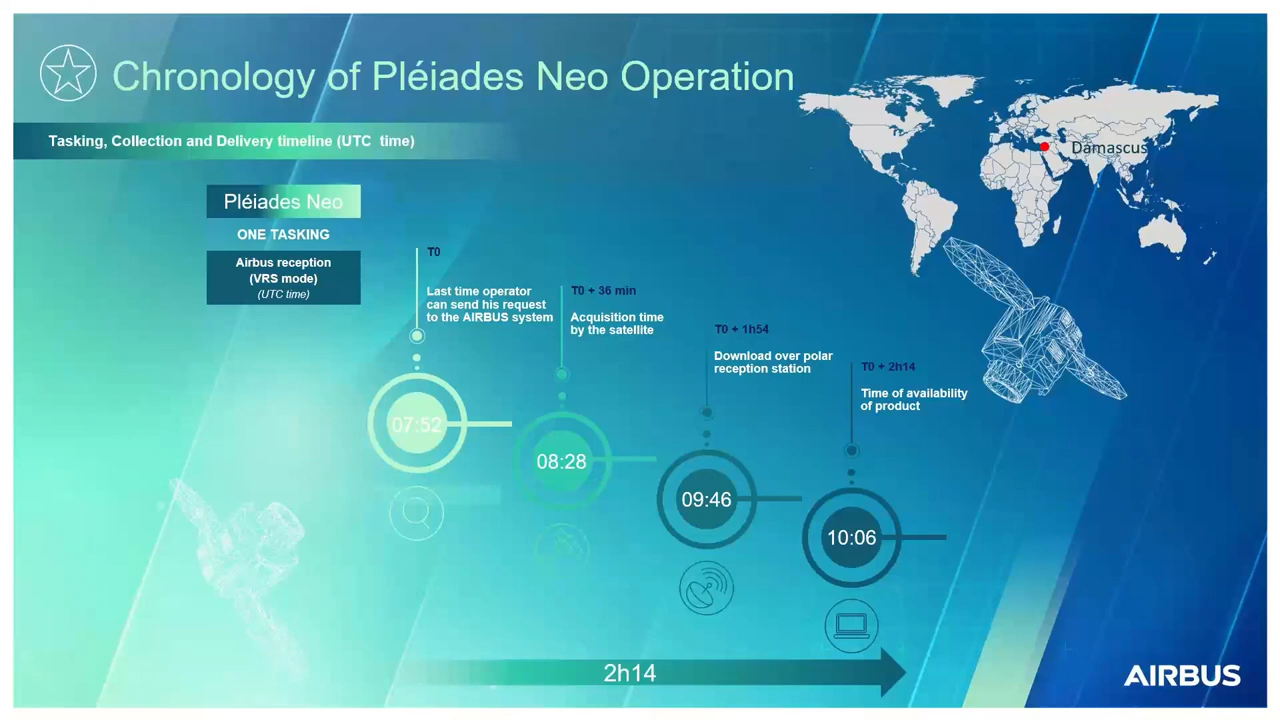 Chronology of Pléiades Neo Operation
Tasking, Collection and Delivery timeline (UTC time)
Damascus
Pléiades Neo
ONE TASKING
Airbus reception
(VRS mode)
(UTC time)
T0
Last time operator
can send his request
to the AIRBUS system
07:52
T0 + 36 min
Acquisition time
by the satellite
08:28
T0 + 1h54
Download over polar
reception station
09:46
T0 + 2h14
Time of availability
of product
10:06
2h14
AIRBUS